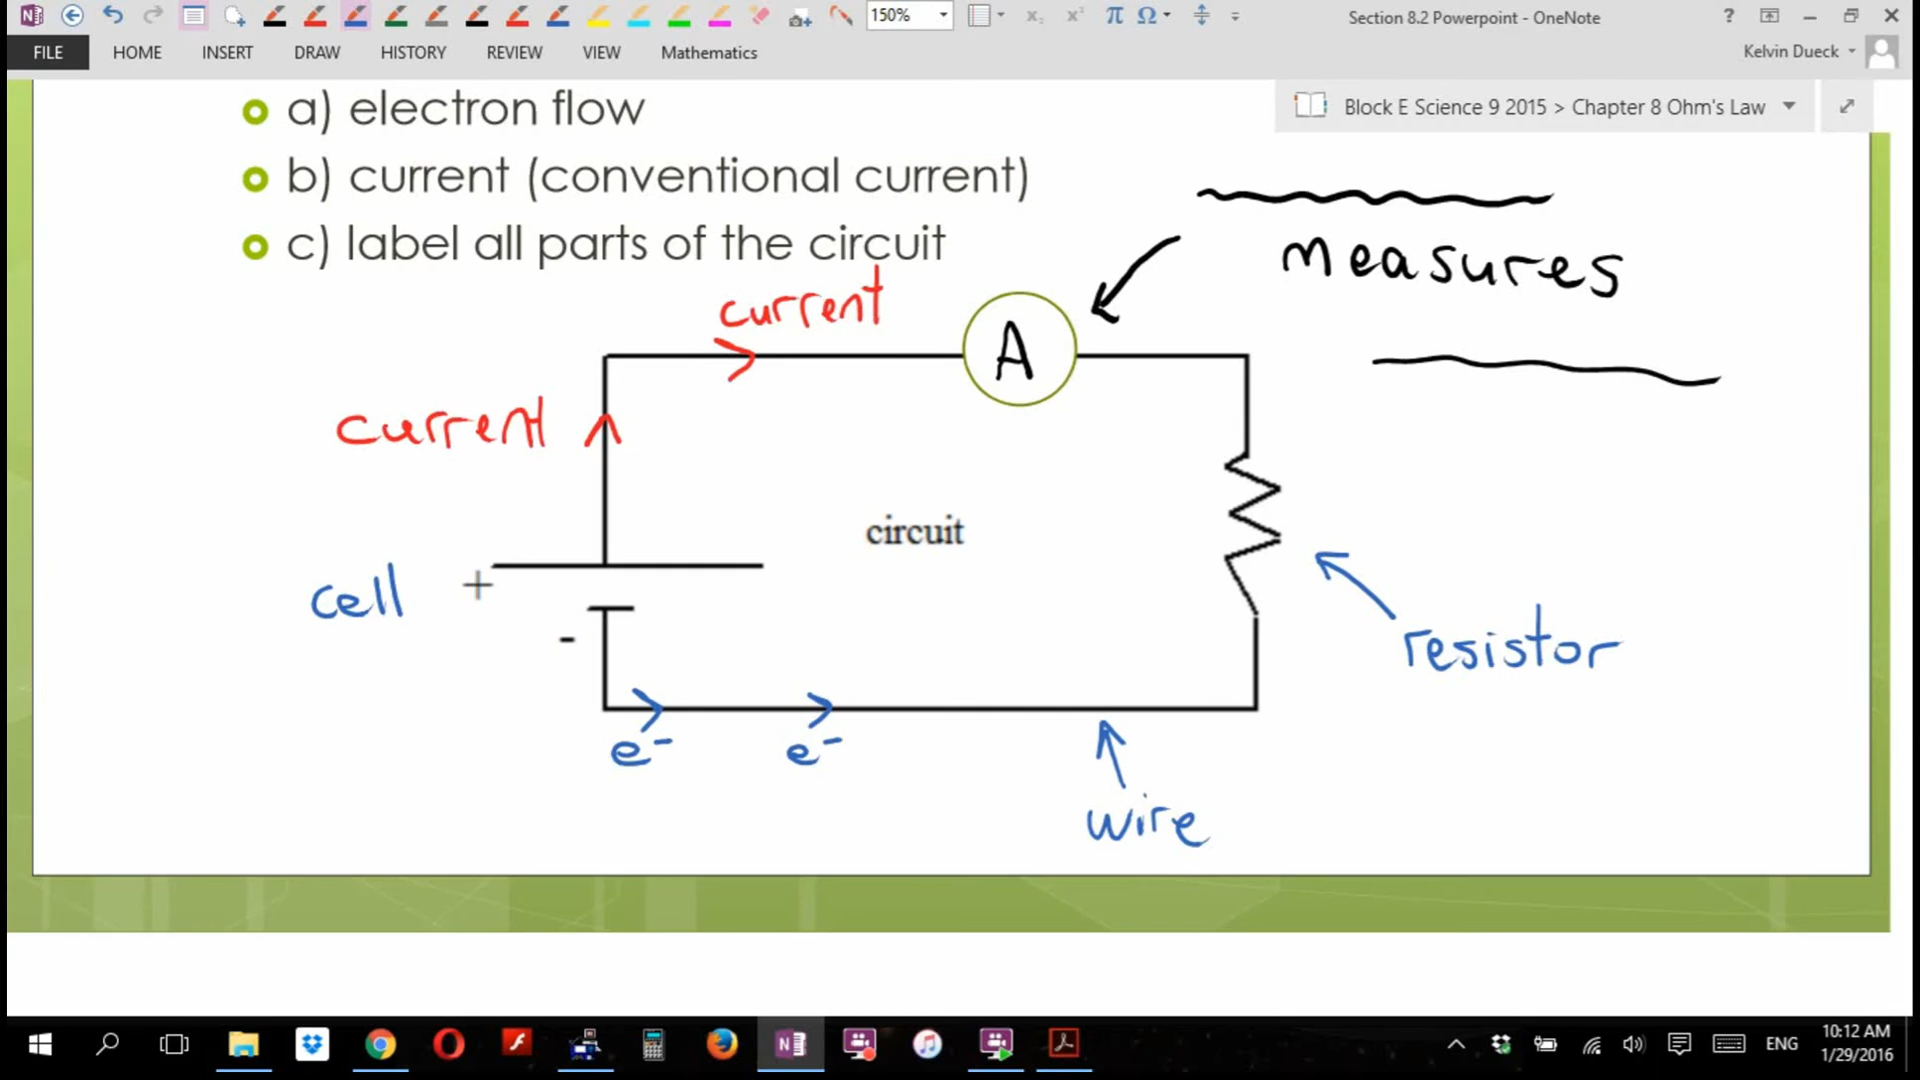 150%
x₂
x²
π
Ω
Section 8.2 Powerpoint - OneNote
?
FILE
HOME
INSERT
DRAW
HISTORY
REVIEW
VIEW
Mathematics
Kelvin Dueck
Block E Science 9 2015 > Chapter 8 Ohm's Law
a) electron flow
b) current (conventional current)
c) label all parts of the circuit
measures
current
A
current
circuit
cell
+
-
resistor
e⁻
e⁻
wire
ENG
10:12 AM
1/29/2016